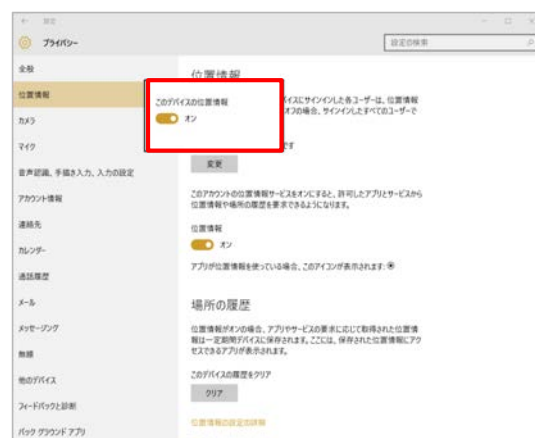 設定
プライバシー
設定の検索
全般
位置情報
カメラ
マイク
音声認識、手描き入力、入力の設定
アカウント情報
連絡先
カレンダー
通話履歴
メール
メッセージング
無線
他のデバイス
フィードバックと診断
バック グラウンド アプリ
位置情報
このデバイスの位置情報
オン
バイスにサインインした各ユーザーは、位置情報
オフの場合、サインインしたすべてのユーザーで
です
変更
このアカウントの位置情報サービスをオンにすると、許可したアプリとサービスから
位置情報や場所の履歴を要求できるようになります。
位置情報
オン
アプリが位置情報を使っている場合、このアイコンが表示されます:
場所の履歴
位置情報がオンの場合、アプリやサービスの要求に応じて取得された位置情
報は一定期間デバイスに保存されます。ここには、保存された位置情報にアク
セスできるアプリが表示されます。
このデバイスの履歴をクリア
クリア
位置情報の設定の詳細